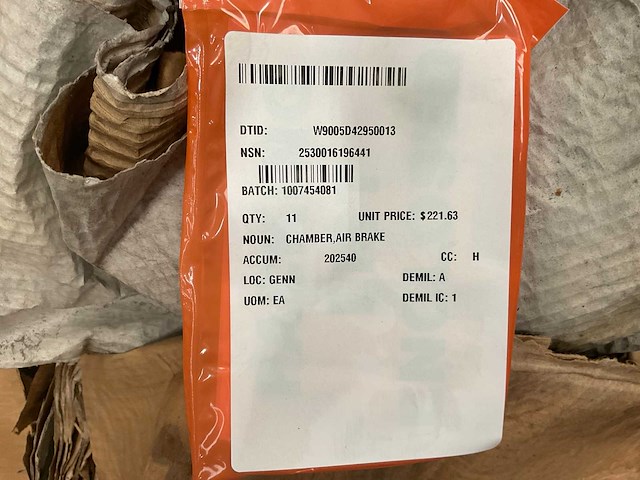 DTID: W9005D42950013
NSN: 2530016196441
BATCH: 1007454081
QTY: 11 UNIT PRICE: $221.63
NOUN: CHAMBER,AIR BRAKE
ACCUM: 202540 CC: H
LOC: GENN DEMIL: A
UOM: EA DEMIL IC: 1